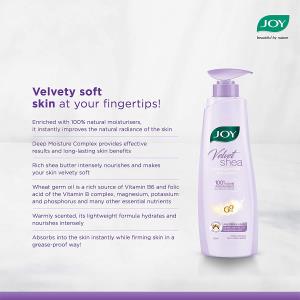 JOY
beautiful by nature
Velvety soft
skin at your fingertips!
Enriched with 100% natural moisturisers,
it instantly improves the natural radiance of the skin
Deep Moisture Complex provides effective
results and long-lasting skin benefits
Rich shea butter intensely nourishes and makes
your skin velvety soft
Wheat germ oil is a rich source of Vitamin B6 and folic
acid of the Vitamin B complex, magnesium, potassium
and phosphorus and many other essential nutrients
Warmly scented, its lightweight formula hydrates and
nourishes intensely
Absorbs into the skin instantly while firming skin in a
grease-proof way!
JOY
Velvet
shea
100%